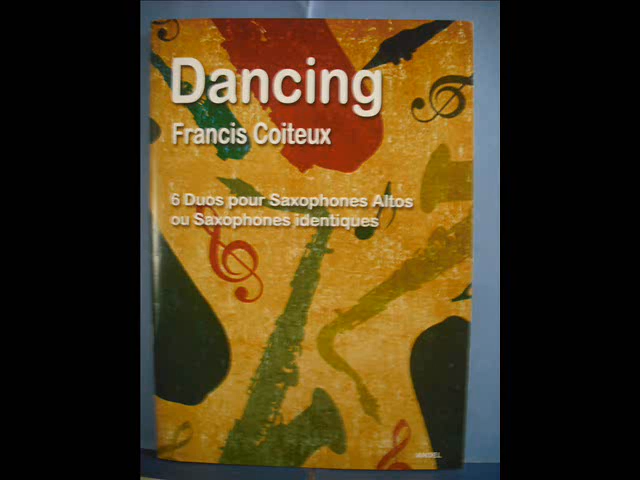 Dancing
Francis Coiteux
6 Duos pour Saxophones Altos
ou Saxophones identiques